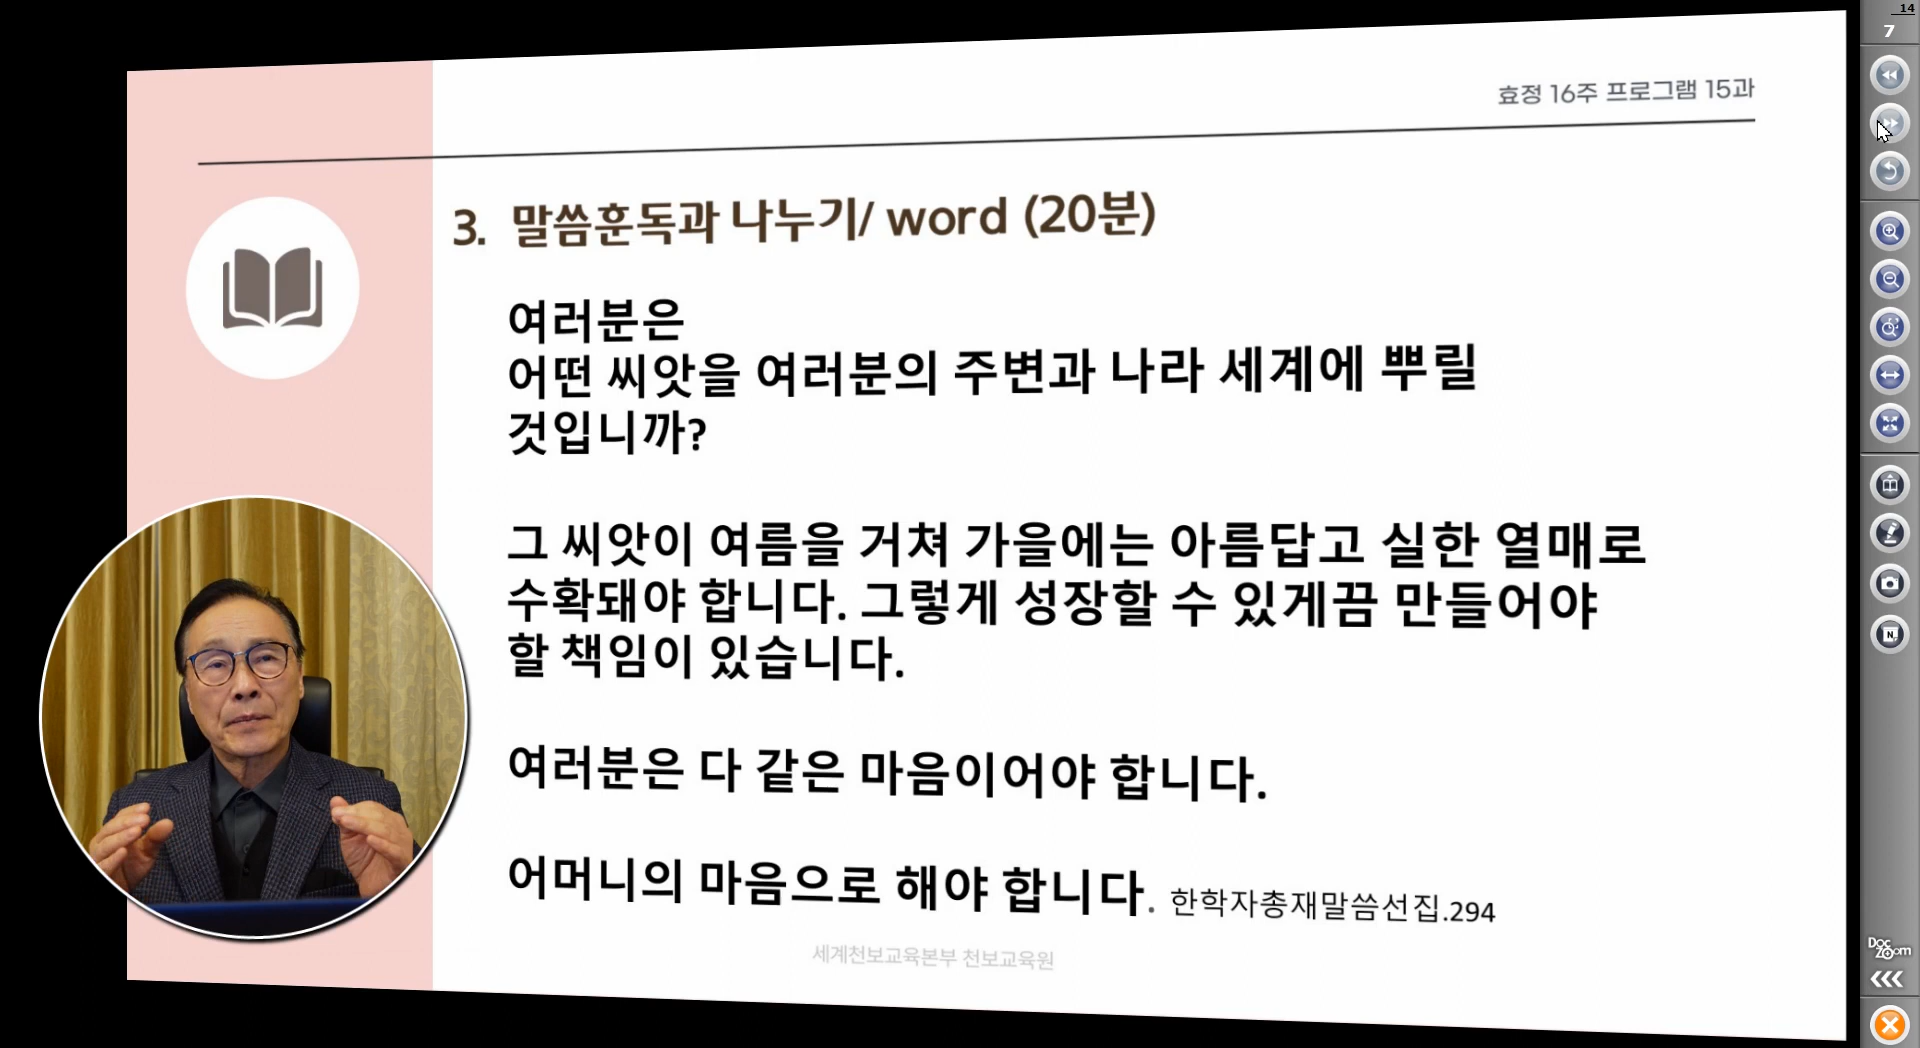 14
7
효정 16주 프로그램 15과
3. 말씀훈독과 나누기/ word (20분)
여러분은
어떤 씨앗을 여러분의 주변과 나라 세계에 뿌릴
것입니까?
그 씨앗이 여름을 거쳐 가을에는 아름답고 실한 열매로
수확돼야 합니다. 그렇게 성장할 수 있게끔 만들어야
할 책임이 있습니다.
여러분은 다 같은 마음이어야 합니다.
어머니의 마음으로 해야 합니다. 한학자총재말씀선집.294
세계천보교육본부 천보교육원
N
Doc
Zoom